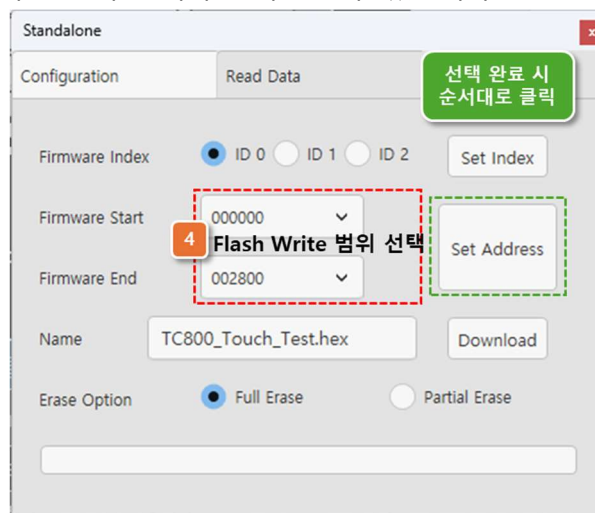 Standalone
x
Configuration Read Data
선택 완료 시
순서대로 클릭
Firmware Index ID 0 ID 1 ID 2 Set Index
Firmware Start 000000
4 Flash Write 범위 선택
Set Address
Firmware End 002800
Name TC800_Touch_Test.hex Download
Erase Option Full Erase Partial Erase